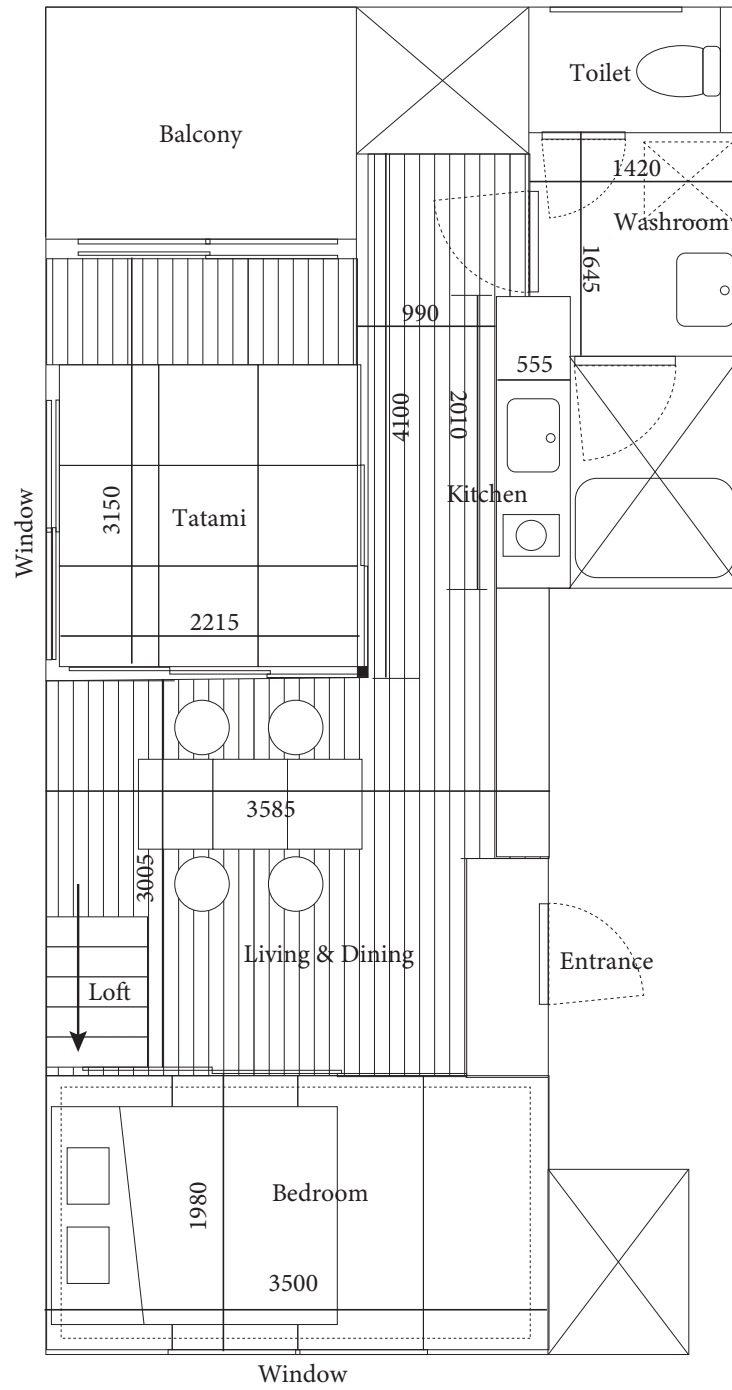 Toilet
Balcony
1420
Washroom
1645
990
555
4100
2010
Kitchen
3150
Tatami
Window
2215
3585
3005
Living & Dining
Entrance
Loft
1980
Bedroom
3500
Window